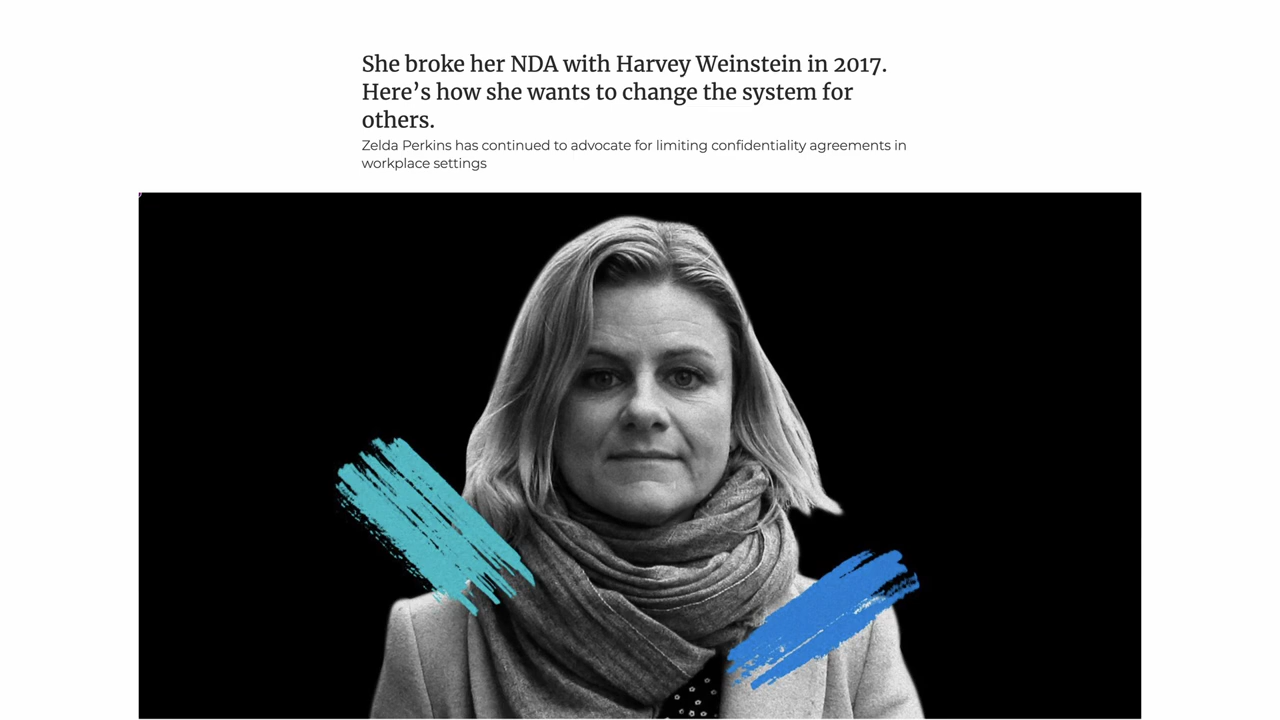 She broke her NDA with Harvey Weinstein in 2017.
Here’s how she wants to change the system for
others.
Zelda Perkins has continued to advocate for limiting confidentiality agreements in
workplace settings